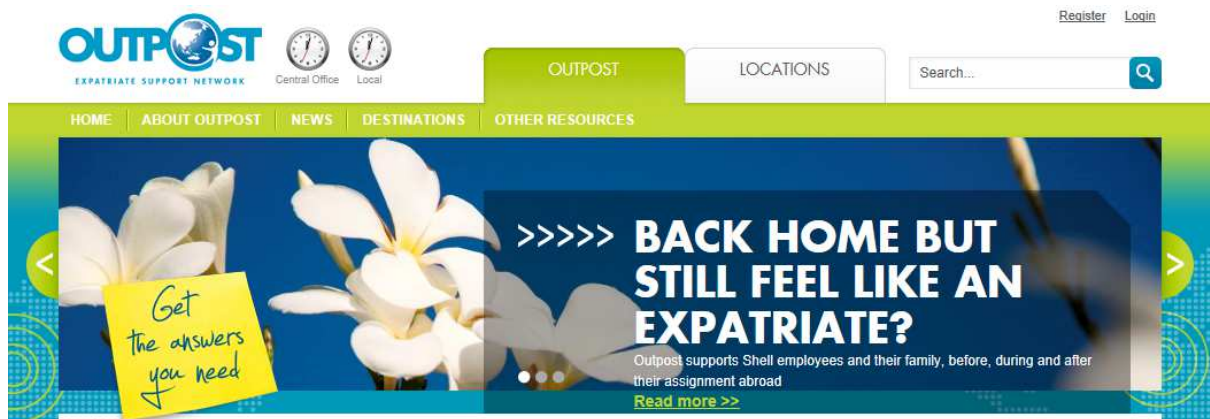 Register Login
OUTPOST
EXPATRIATE SUPPORT NETWORK
Central Office Local
OUTPOST LOCATIONS
Search...
HOME ABOUT OUTPOST NEWS DESTINATIONS OTHER RESOURCES
< >
Get
the answers
you need
>>>>> BACK HOME BUT
STILL FEEL LIKE AN
EXPATRIATE?
Outpost supports Shell employees and their family, before, during and after
their assignment abroad
Read more >>